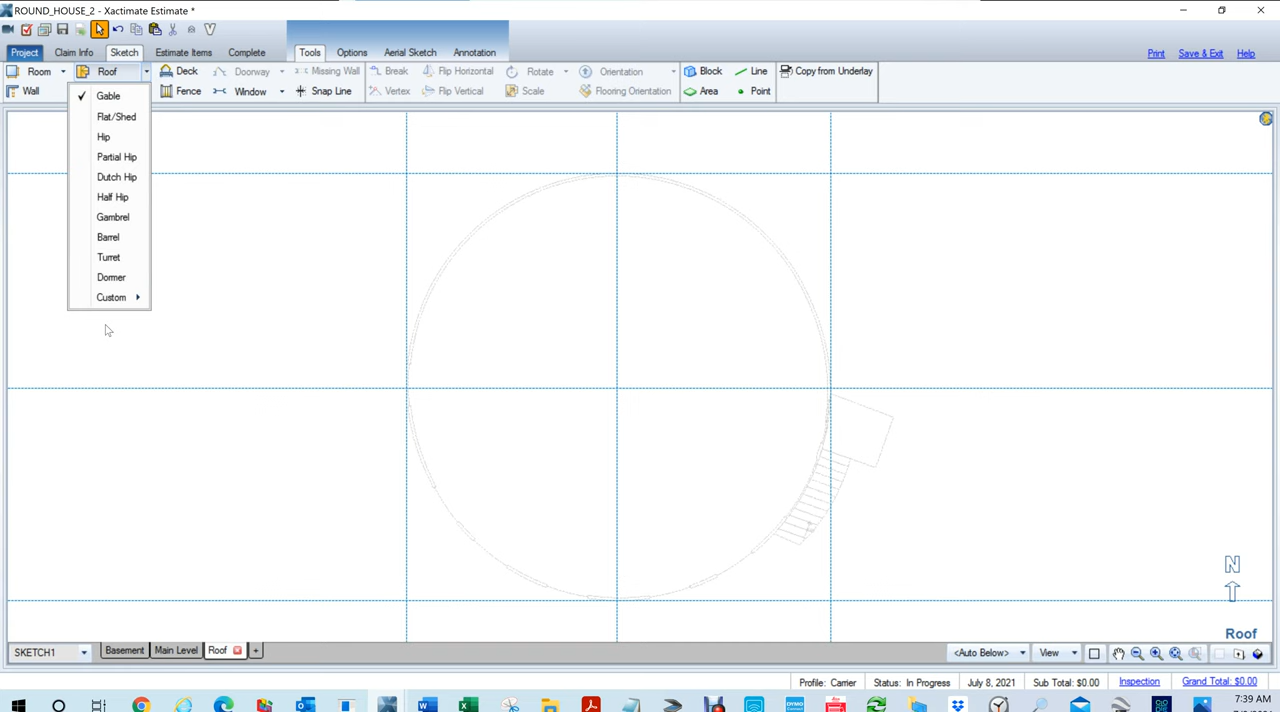 ROUND_HOUSE_2 - Xactimate Estimate *
Project Claim Info Sketch Estimate Items Complete Tools Options Aerial Sketch Annotation Print Save & Exit Help
Room Roof Deck Doorway Missing Wall Break Flip Horizontal Rotate Orientation Block Line Copy from Underlay
Wall Fence Window Snap Line Vertex Flip Vertical Scale Flooring Orientation Area Point
Gable
Flat/Shed
Hip
Partial Hip
Dutch Hip
Half Hip
Gambrel
Barrel
Turret
Dormer
Custom
N
Roof
SKETCH1 Basement Main Level Roof + <Auto Below> View
Profile: Carrier Status: In Progress July 8, 2021 Sub Total: $0.00 Inspection Grand Total: $0.00
7:39 AM